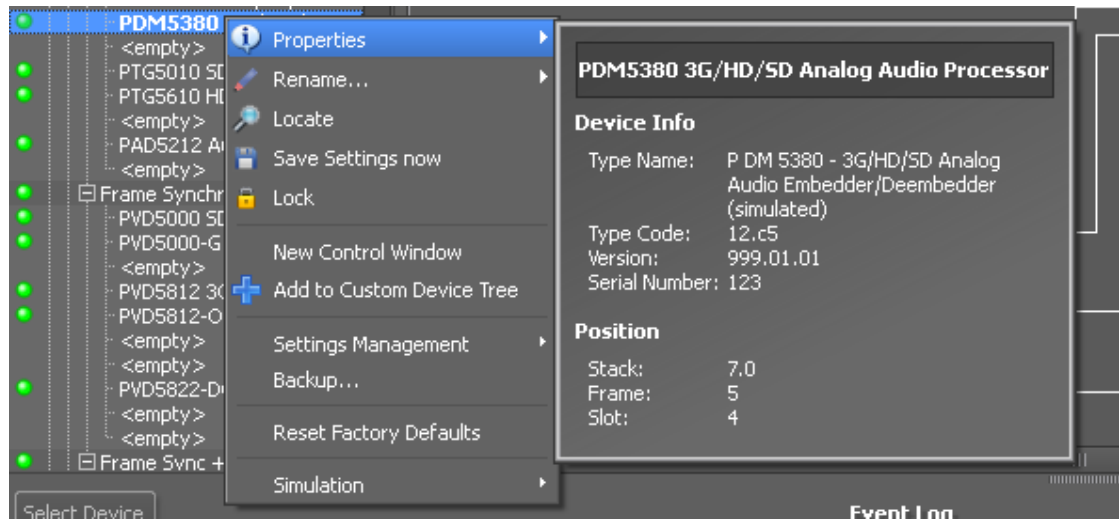 PDM5380
<empty>
PTG5010 SD
PTG5610 HD
<empty>
PAD5212
<empty>
Frame
PVD5000 SD
PVD5000-G
<empty>
PVD5812
PVD5812-O
<empty>
<empty>
PVD5822-D
<empty>
<empty>
Frame Sync +
Select Device
Properties
Rename...
Locate
Save Settings now
Lock
New Control Window
Add to Custom Device Tree
Settings Management
Backup...
Reset Factory Defaults
Simulation
PDM5380 3G/HD/SD Analog Audio Processor
Device Info
Type Name: P DM 5380 - 3G/HD/SD Analog
Audio Embedder/Deembedder
(simulated)
Type Code: 12.c5
Version: 999.01.01
Serial Number: 123
Position
Stack: 7.0
Frame: 5
Slot: 4
Event Log